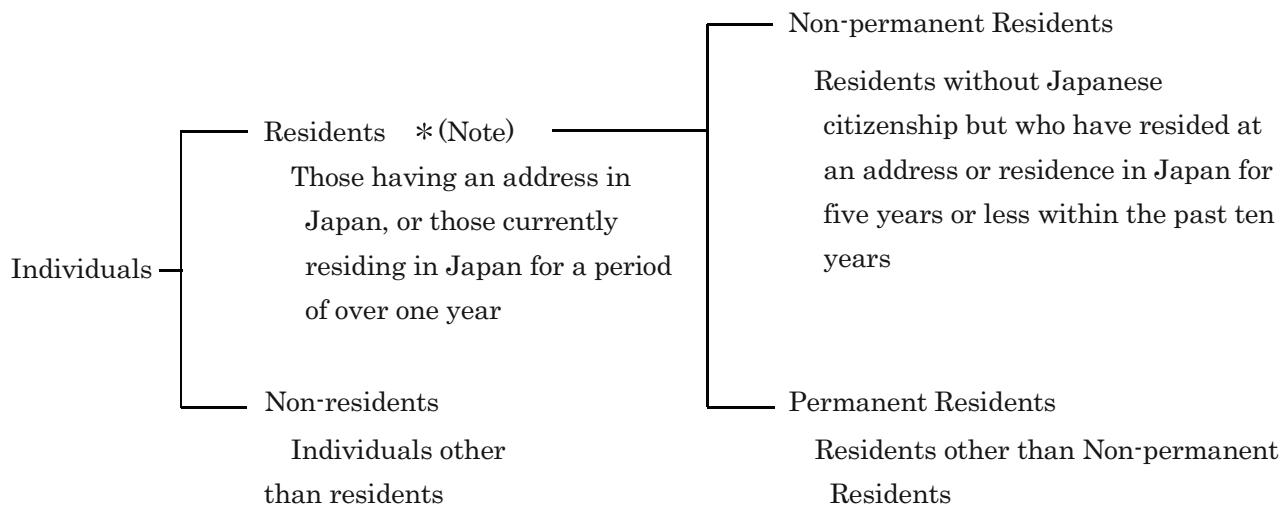 Individuals
Residents ＊(Note)
Those having an address in
Japan, or those currently
residing in Japan for a period
of over one year
Non-residents
Individuals other
than residents
Non-permanent Residents
Residents without Japanese
citizenship but who have resided at
an address or residence in Japan for
five years or less within the past ten
years
Permanent Residents
Residents other than Non-permanent
Residents